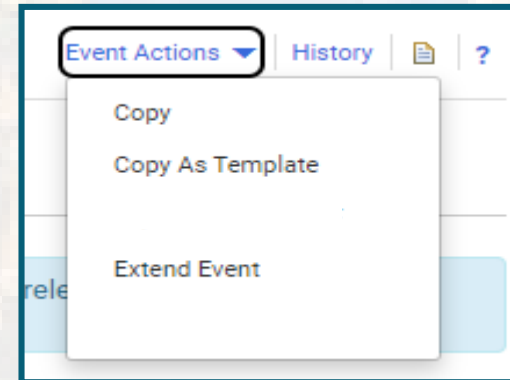 Event Actions History ?
Copy
Copy As Template
Extend Event
rele